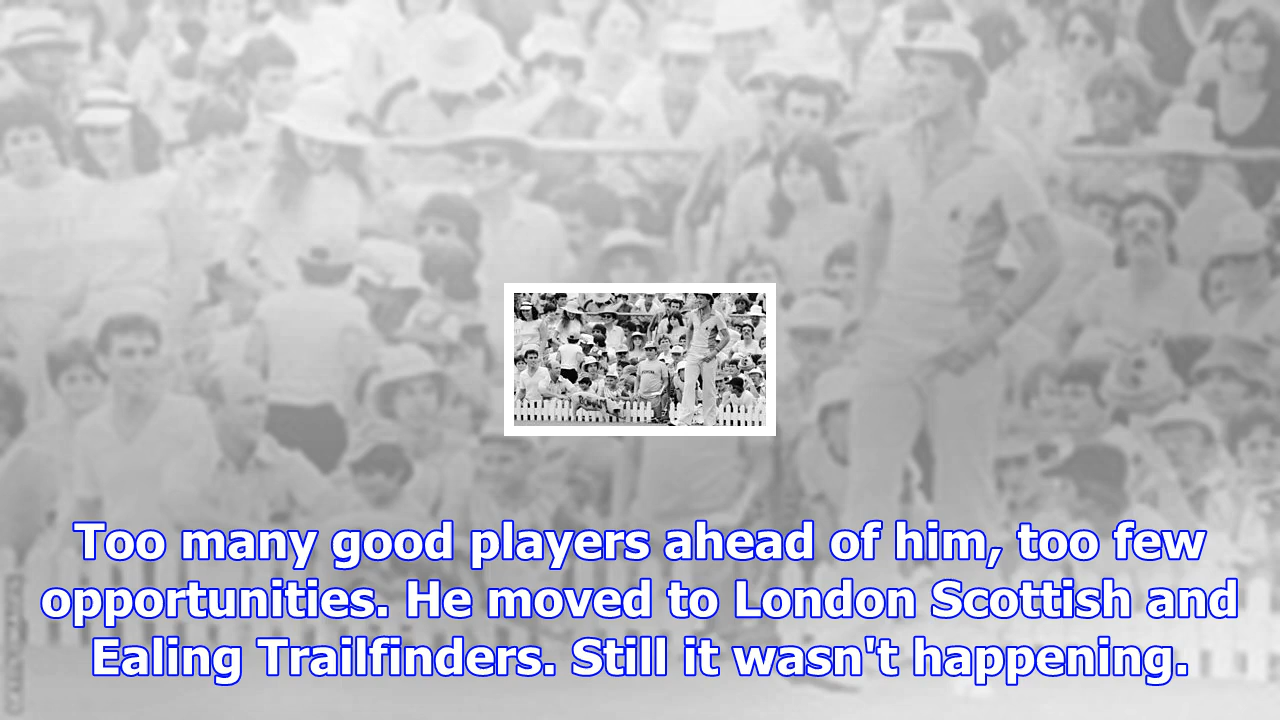 Too many good players ahead of him, too few
opportunities. He moved to London Scottish and
Ealing Trailfinders. Still it wasn't happening.